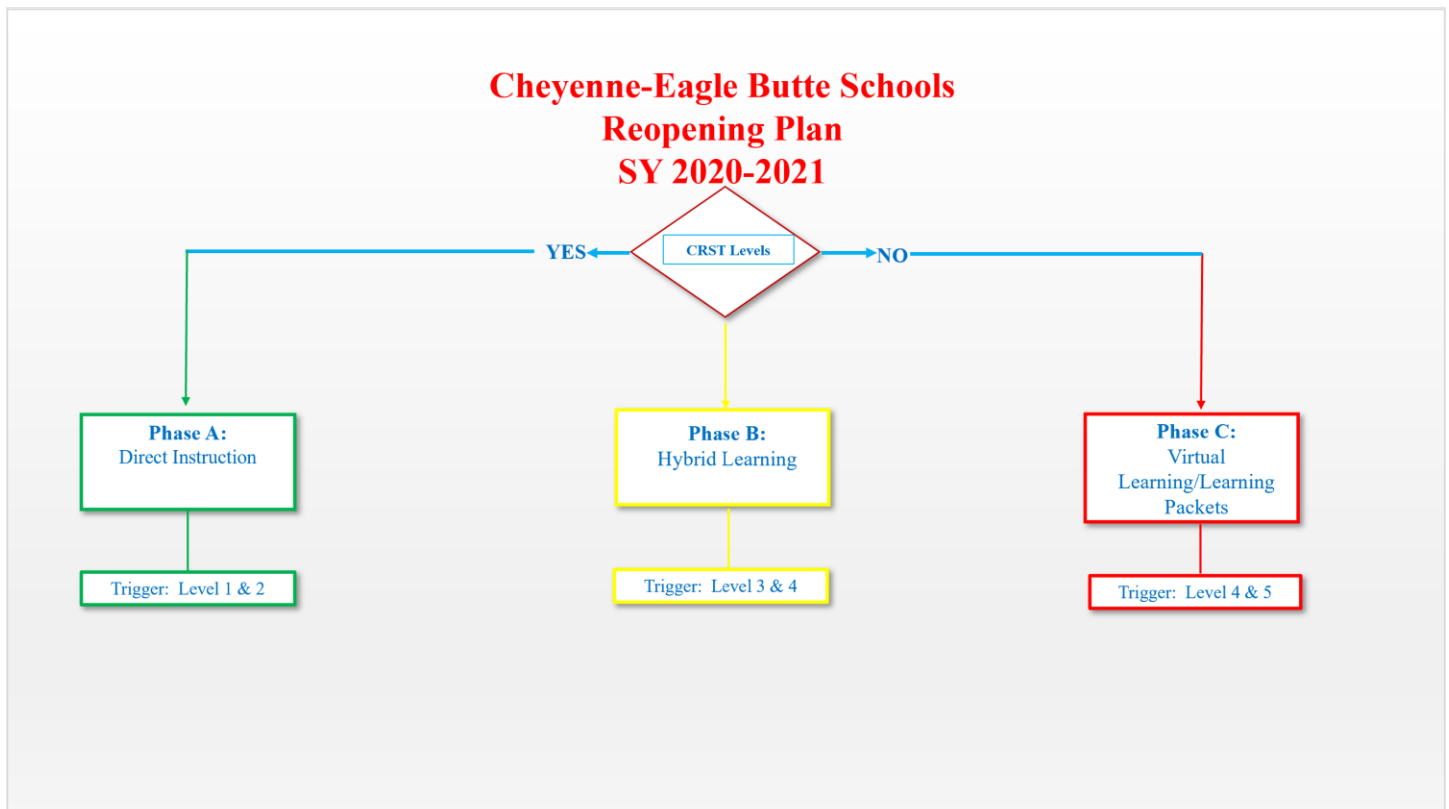 Cheyenne-Eagle Butte Schools
Reopening Plan
SY 2020-2021
YES
CRST Levels
NO
Phase A:
Direct Instruction
Phase B:
Hybrid Learning
Phase C:
Virtual
Learning/Learning
Packets
Trigger: Level 1 & 2
Trigger: Level 3 & 4
Trigger: Level 4 & 5